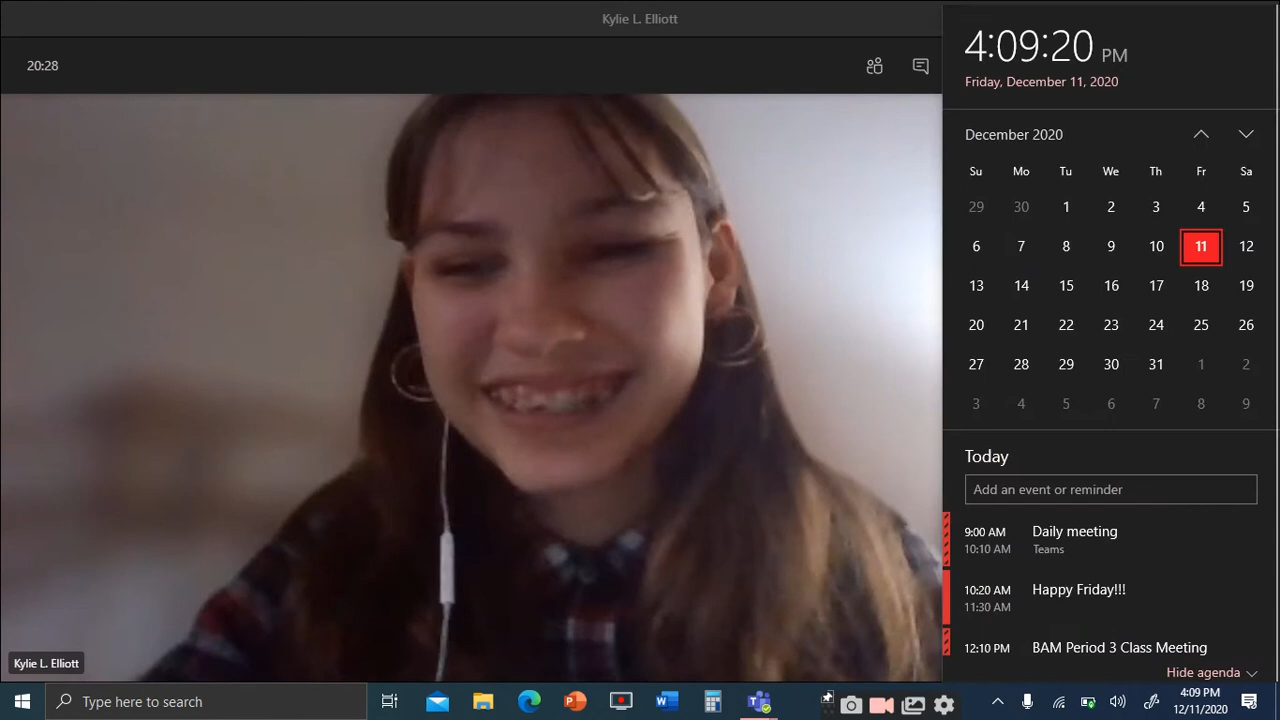 Kylie L. Elliott
20:28
Kylie L. Elliott
4:09:20 PM
Friday, December 11, 2020
December 2020
Su Mo Tu We Th Fr Sa
29 30 1 2 3 4 5
6 7 8 9 10 11 12
13 14 15 16 17 18 19
20 21 22 23 24 25 26
27 28 29 30 31 1 2
3 4 5 6 7 8 9
Today
Add an event or reminder
9:00 AM Daily meeting
10:10 AM Teams
10:20 AM Happy Friday!!!
11:30 AM
12:10 PM BAM Period 3 Class Meeting
Hide agenda
Type here to search
4:09 PM
12/11/2020